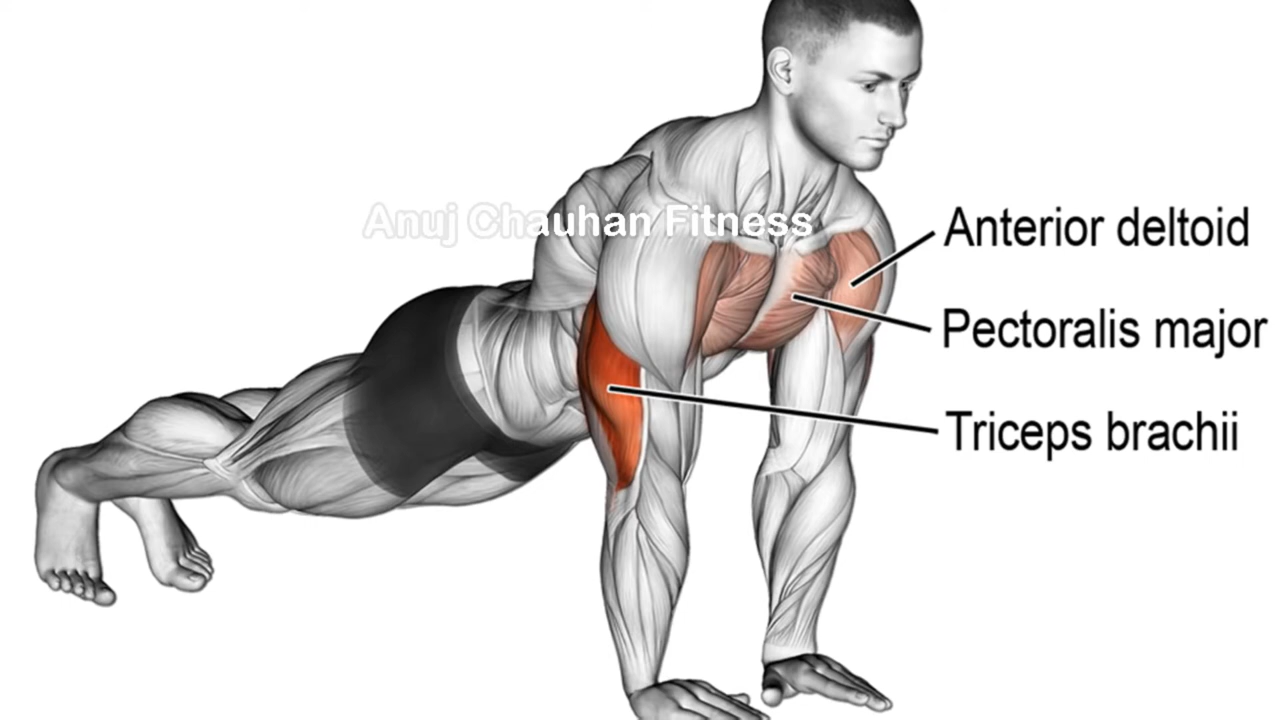 Anuj Chauhan Fitness
Anterior deltoid
Pectoralis major
Triceps brachii